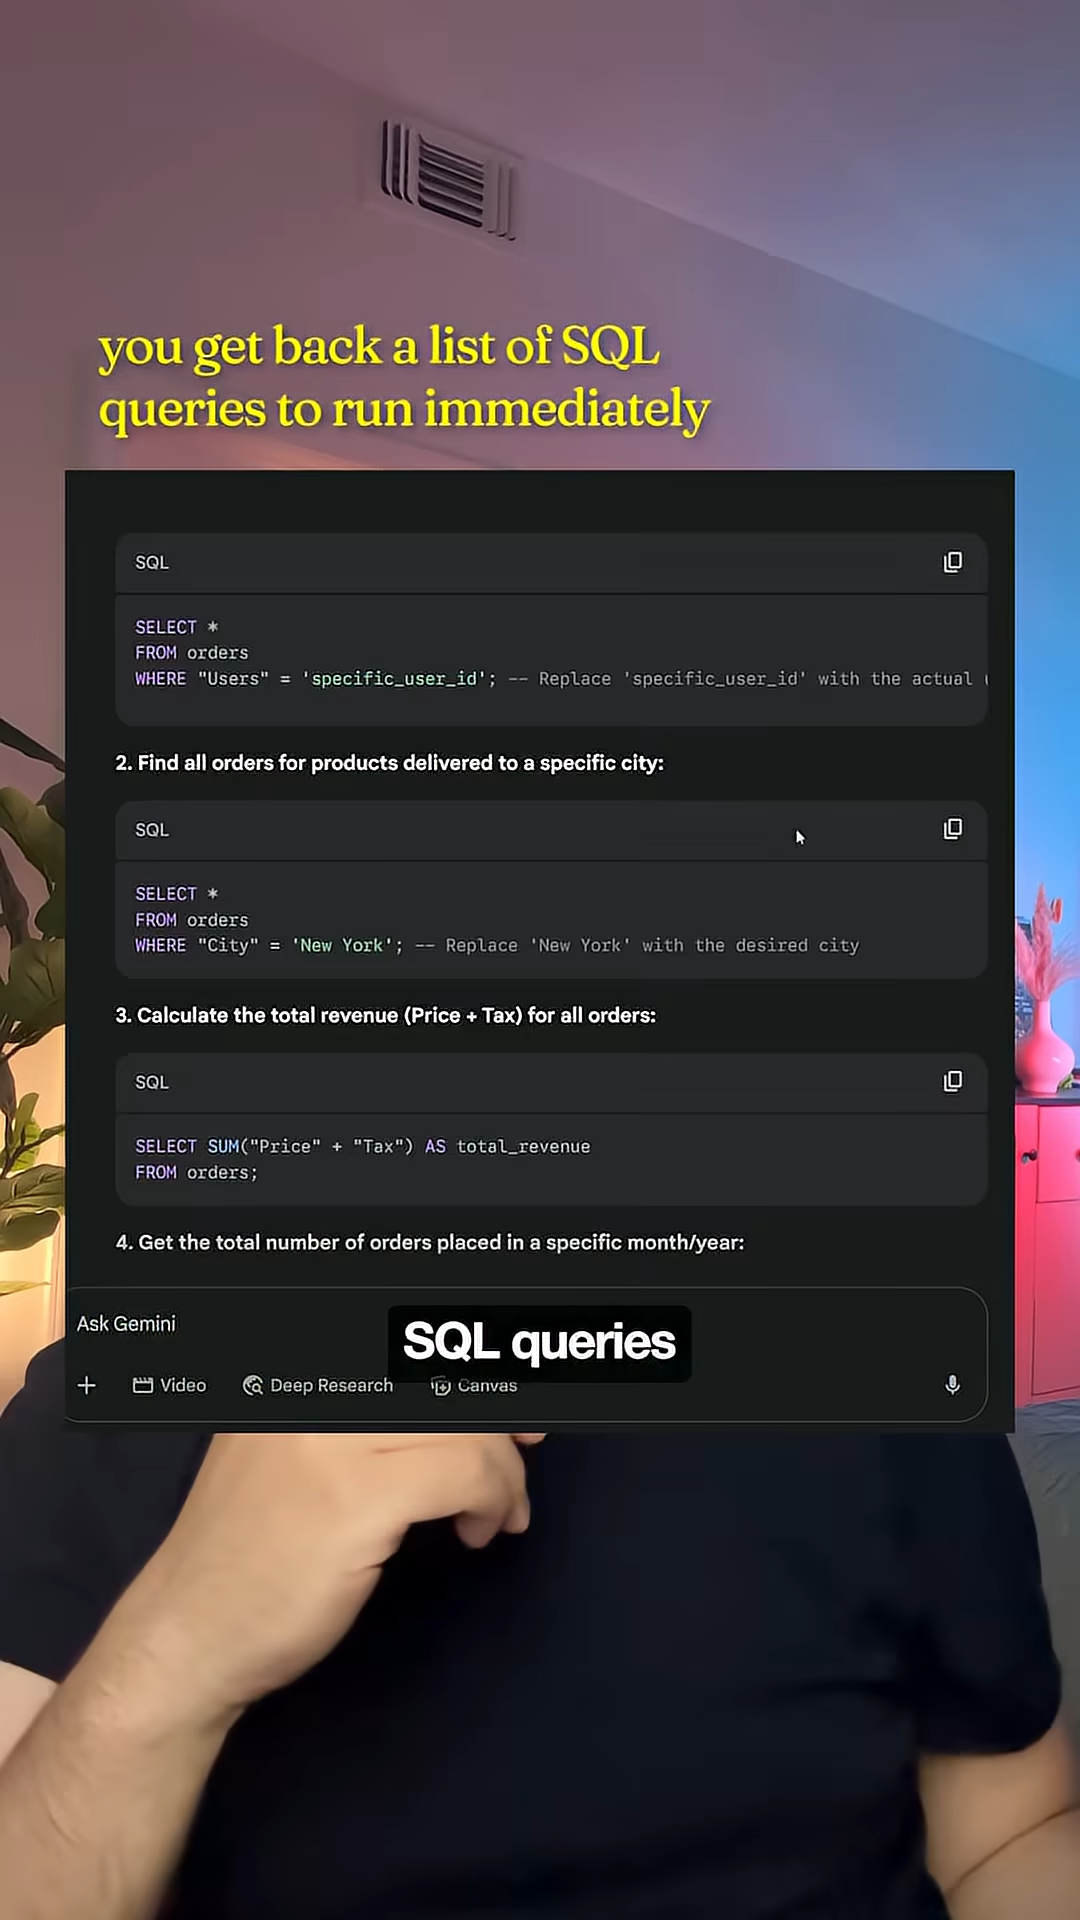 you get back a list of SQL
queries to run immediately
SQL
SELECT *
FROM orders
WHERE "Users" = 'specific_user_id'; -- Replace 'specific_user_id' with the actual
2. Find all orders for products delivered to a specific city:
SQL
SELECT *
FROM orders
WHERE "City" = 'New York'; -- Replace 'New York' with the desired city
3. Calculate the total revenue (Price + Tax) for all orders:
SQL
SELECT SUM("Price" + "Tax") AS total_revenue
FROM orders;
4. Get the total number of orders placed in a specific month/year:
Ask Gemini
SQL queries
Video Deep Research Canvas